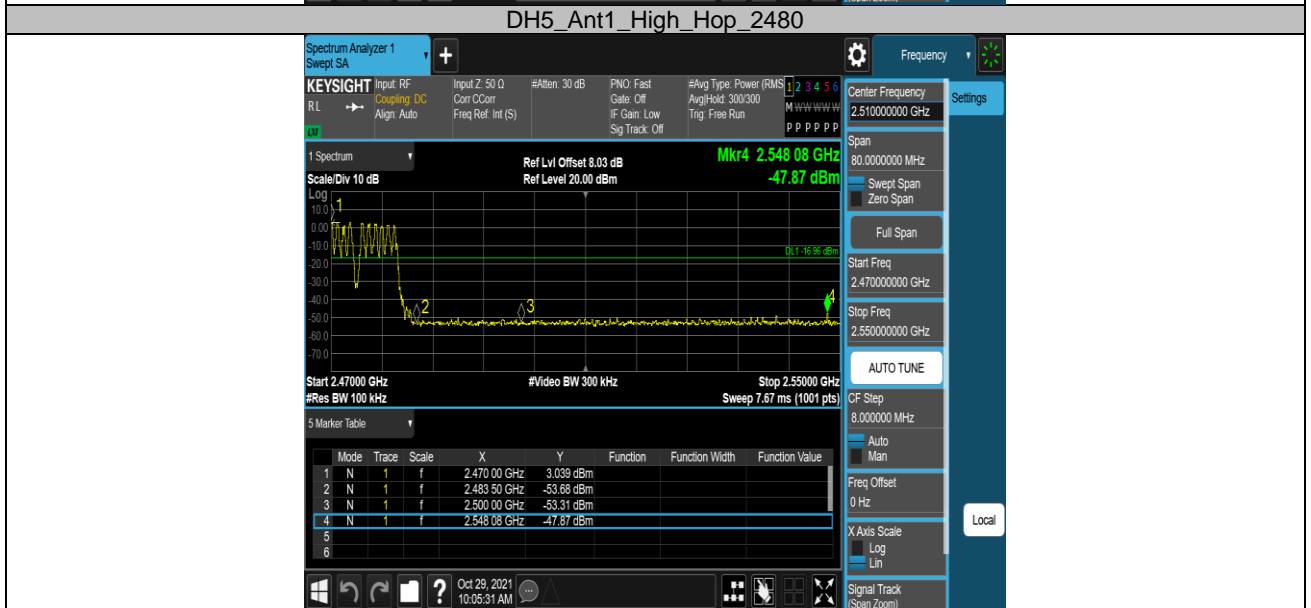 DH5_Ant1_High_Hop_2480
Spectrum Analyzer 1
Swept SA
+
Frequency
KEYSIGHT
RL
LXI
Input: RF
Coupling: DC
Align: Auto
Input Z: 50 Ω
Corr CCorr
Freq Ref: Int (S)
#Atten: 30 dB
PNO: Fast
Gate: Off
IF Gain: Low
Sig Track: Off
#Avg Type: Power (RMS
Avg|Hold: 300/300
Trig: Free Run
1 2 3 4 5 6
M W W W W W
P P P P P P
1 Spectrum
Scale/Div 10 dB
Ref Lvl Offset 8.03 dB
Ref Level 20.00 dBm
Mkr4 2.548 08 GHz
-47.87 dBm
Log
10.0
0.00
-10.0
-20.0
-30.0
-40.0
-50.0
-60.0
-70.0
1
2
3
4
DL1 -16.96 dBm
Start 2.47000 GHz
#Res BW 100 kHz
#Video BW 300 kHz
Stop 2.55000 GHz
Sweep 7.67 ms (1001 pts)
5 Marker Table
Mode Trace Scale X Y Function Function Width Function Value
1 N 1 f 2.470 00 GHz 3.039 dBm
2 N 1 f 2.483 50 GHz -53.68 dBm
3 N 1 f 2.500 00 GHz -53.31 dBm
4 N 1 f 2.548 08 GHz -47.87 dBm
5
6
?
Oct 29, 2021
10:05:31 AM
Center Frequency
2.510000000 GHz
Settings
Span
80.0000000 MHz
Swept Span
Zero Span
Full Span
Start Freq
2.470000000 GHz
Stop Freq
2.550000000 GHz
AUTO TUNE
CF Step
8.000000 MHz
Auto
Man
Freq Offset
0 Hz
X Axis Scale
Log
Lin
Local
Signal Track
(Span Zoom)